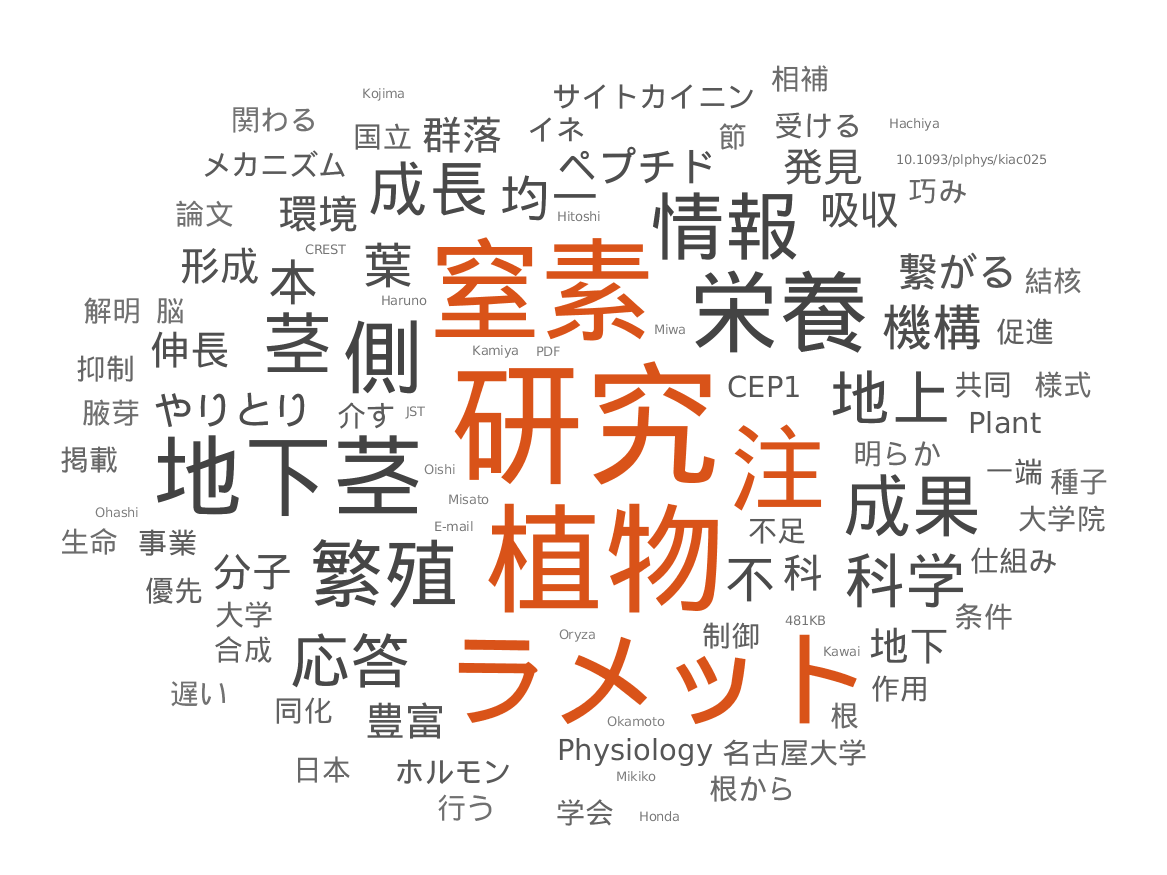 相補
Kojima
サイトカイニン
関わる
国立
群落
イネ
節
受ける
Hachiya
メカニズム
ペプチド
発見
10.1093/plphys/kiac025
成長
均一
巧み
論文
環境
Hitoshi
情報
吸収
形成
CREST
本
葉
窒素
繋がる
結核
Haruno
栄養
解明
脳
伸長
茎
側
Miwa
機構
促進
Kamiya
PDF
抑制
研究
CEP1
地上
共同
様式
腋芽
やりとり
介す
JST
Plant
掲載
地下茎
Oishi
注
明らか
一端
種子
Misato
成果
大学院
Ohashi
E-mail
植物
不足
生命
事業
繁殖
不
科
科学
仕組み
優先
分子
大学
条件
合成
応答
Oryza
制御
481KB
地下
Kawai
ラメット
遅い
同化
豊富
作用
根
Okamoto
Physiology
名古屋大学
日本
ホルモン
Mikiko
根から
行う
学会
Honda